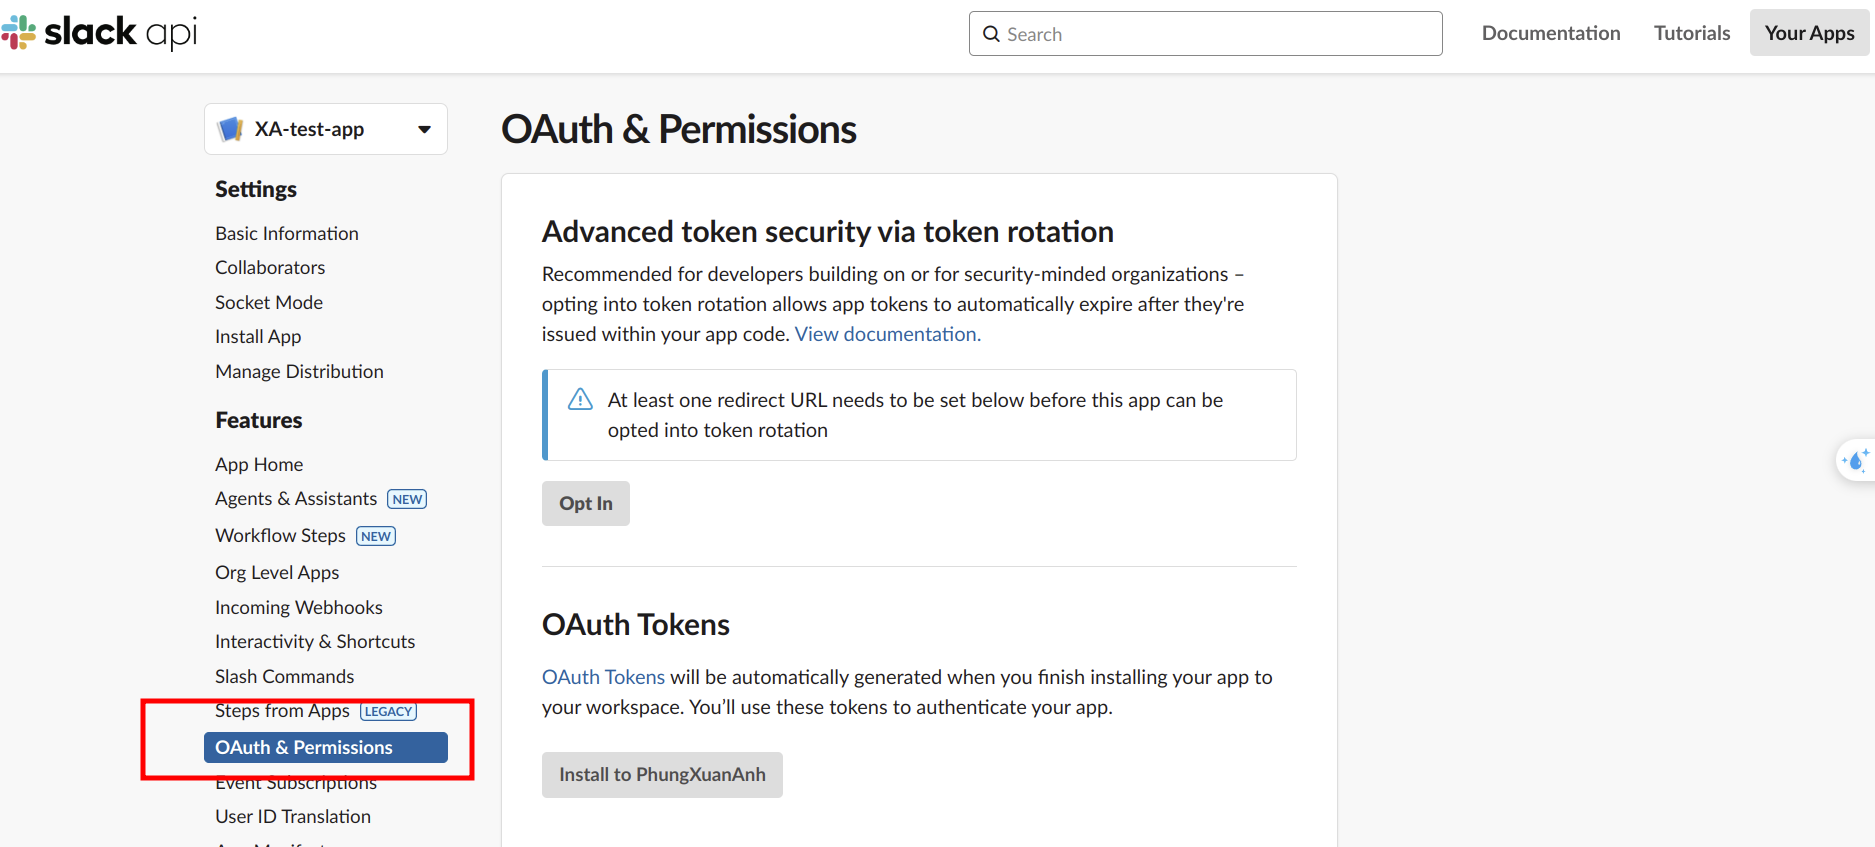 slack api
Search
Documentation
Tutorials
Your Apps
XA-test-app
Settings
Basic Information
Collaborators
Socket Mode
Install App
Manage Distribution
Features
App Home
Agents & Assistants NEW
Workflow Steps NEW
Org Level Apps
Incoming Webhooks
Interactivity & Shortcuts
Slash Commands
Steps from Apps LEGACY
OAuth & Permissions
Event Subscriptions
User ID Translation
OAuth & Permissions
Advanced token security via token rotation
Recommended for developers building on or for security-minded organizations –
opting into token rotation allows app tokens to automatically expire after they're
issued within your app code. View documentation.
At least one redirect URL needs to be set below before this app can be
opted into token rotation
Opt In
OAuth Tokens
OAuth Tokens will be automatically generated when you finish installing your app to
your workspace. You’ll use these tokens to authenticate your app.
Install to PhungXuanAnh